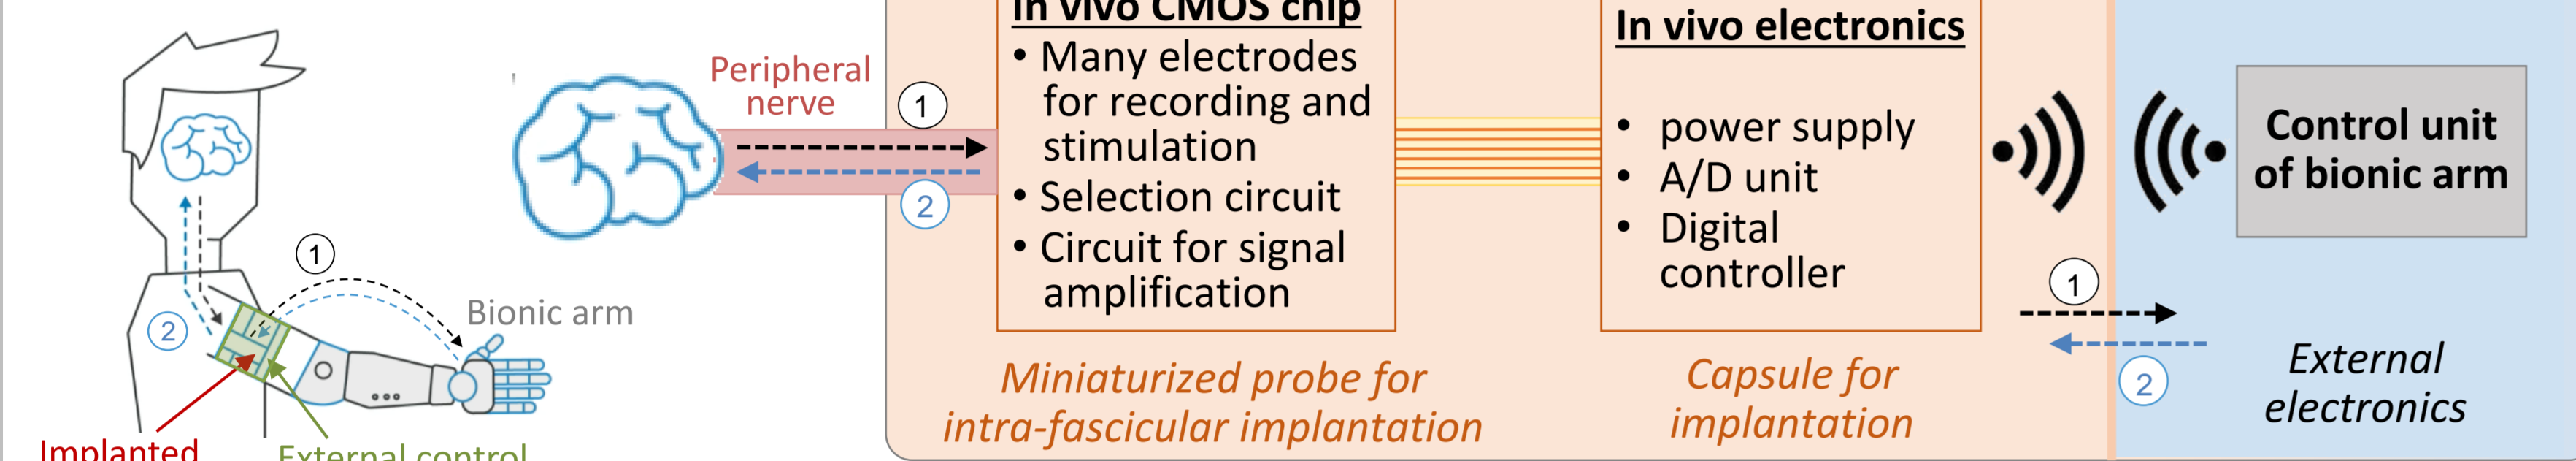 In vivo CMOS chip
• Many electrodes
for recording and
stimulation
• Selection circuit
• Circuit for signal
amplification
In vivo electronics
• power supply
• A/D unit
• Digital
controller
Control unit
of bionic arm
Peripheral
nerve
1
2
1
2
Bionic arm
Implanted
External control
Miniaturized probe for
intra-fascicular implantation
Capsule for
implantation
1
2
External
electronics